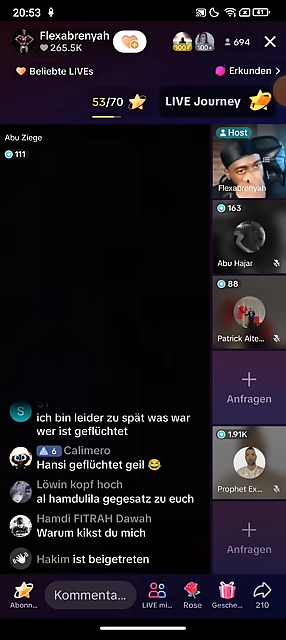 20:53
41
Flexabrenyah
265.5K
100+
100+
694
Beliebte LIVEs
Erkunden
53/70
LIVE Journey
Abu Ziege
111
Host
Flexabrenyah
163
Abu Hajar
88
Patrick Alte...
Anfragen
1.91K
Prophet Ex...
Anfragen
S
ich bin leider zu spät was war
wer ist geflüchtet
6 Calimero
Hansi geflüchtet geil 😂
Löwin kopf hoch
al hamdulila gegesatz zu euch
Hamdi FITRAH Dawah
Warum kikst du mich
Hakim ist beigetreten
Abonn...
Kommenta...
LIVE mi...
Rose
Gesche...
210